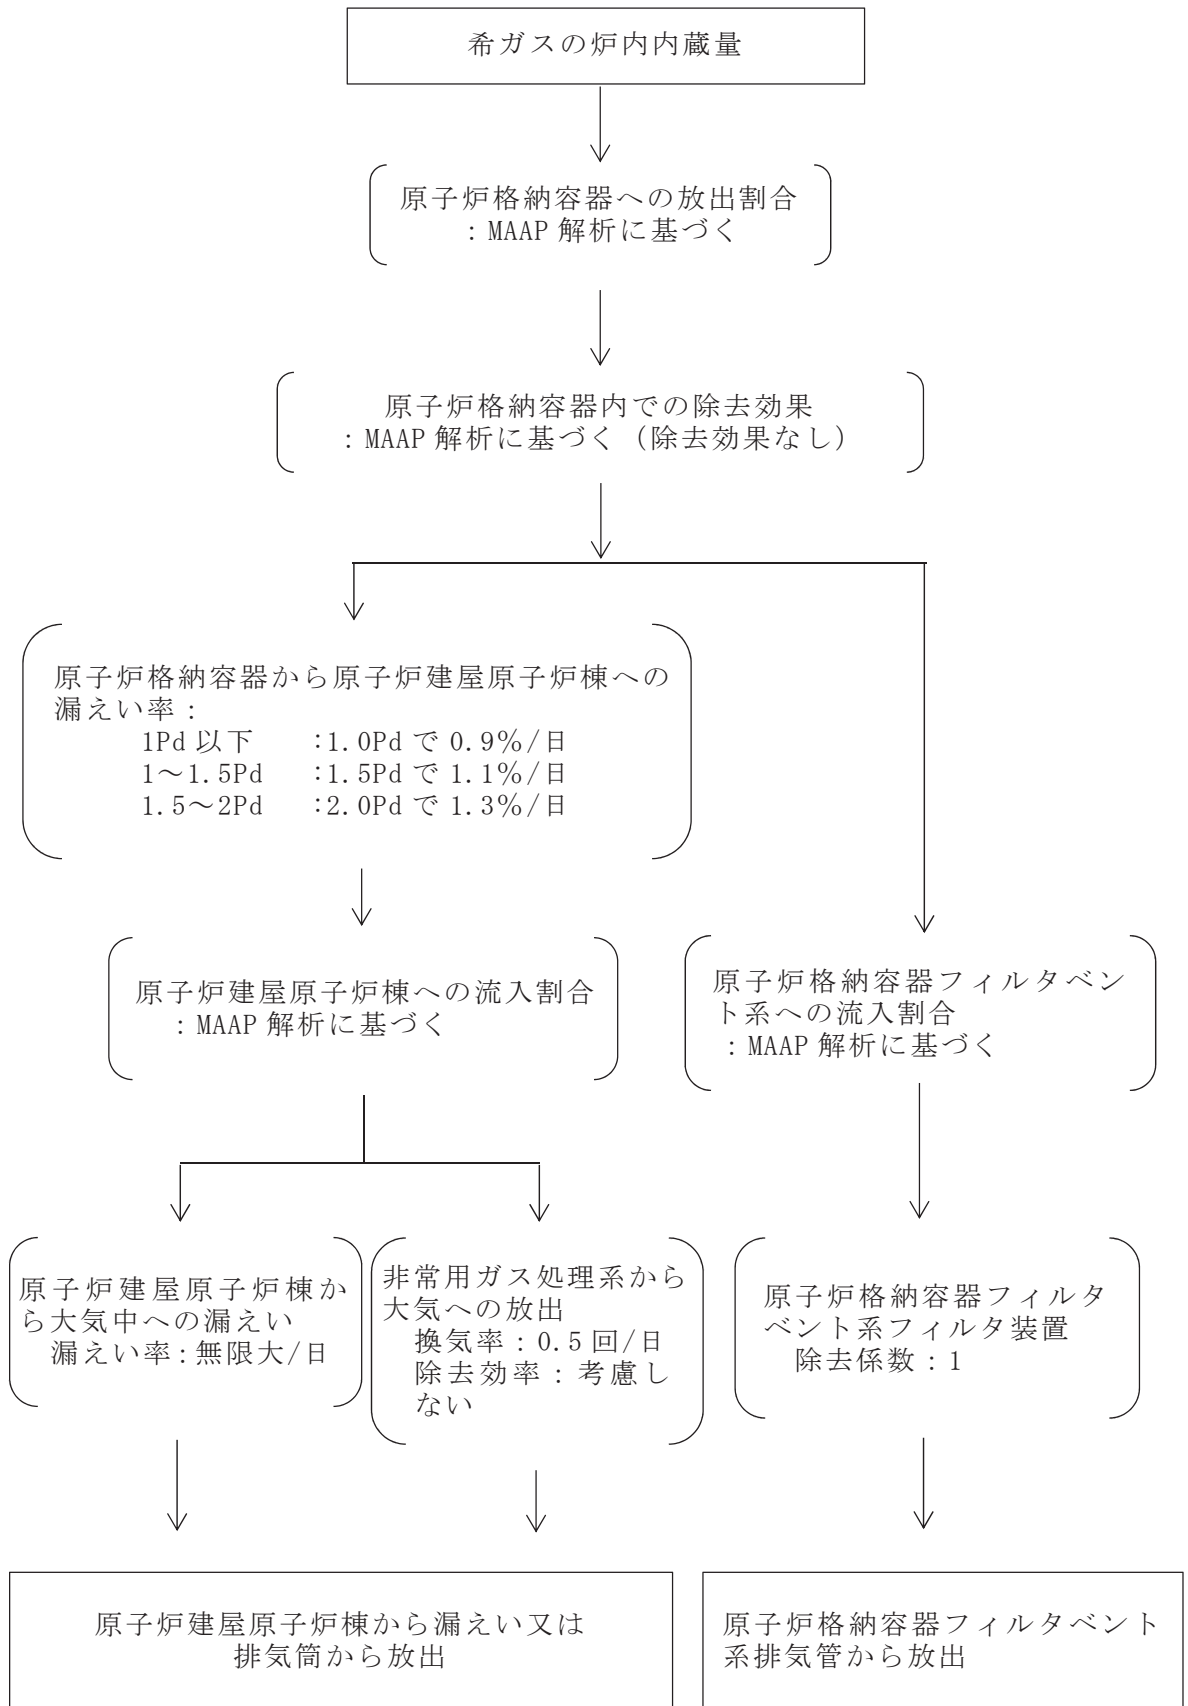 希ガスの炉内内蔵量
原子炉格納容器への放出割合
：MAAP 解析に基づく
原子炉格納容器内での除去効果
：MAAP 解析に基づく（除去効果なし）
原子炉格納容器から原子炉建屋原子炉棟への
漏えい率：
1Pd 以下　：1.0Pd で 0.9％/日
1～1.5Pd　：1.5Pd で 1.1％/日
1.5～2Pd　：2.0Pd で 1.3％/日
原子炉建屋原子炉棟への流入割合
：MAAP 解析に基づく
原子炉格納容器フィルタベン
ト系への流入割合
：MAAP 解析に基づく
原子炉建屋原子炉棟か
ら大気中への漏えい
漏えい率：無限大/日
非常用ガス処理系から
大気への放出
換気率：0.5 回/日
除去効率：考慮し
ない
原子炉格納容器フィルタ
ベント系フィルタ装置
除去係数：1
原子炉建屋原子炉棟から漏えい又は
排気筒から放出
原子炉格納容器フィルタベント
系排気管から放出